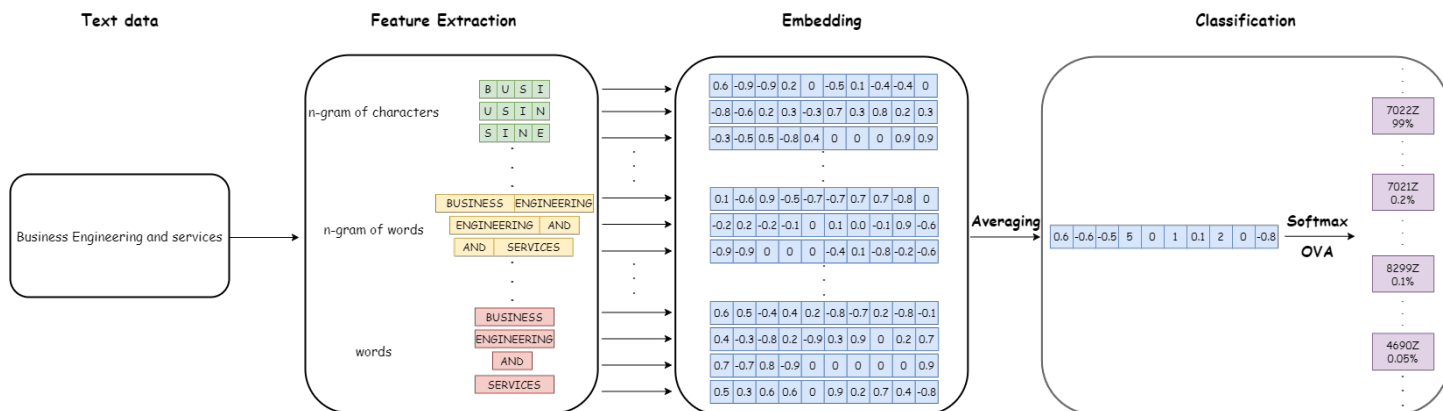 Text data
Feature Extraction
Embedding
Classification
Business Engineering and services
n-gram of characters
B U S I
U S I N
S I N E
n-gram of words
BUSINESS ENGINEERING
ENGINEERING AND
AND SERVICES
words
BUSINESS
ENGINEERING
AND
SERVICES
0.6 -0.9 -0.9 0.2 0 -0.5 0.1 -0.4 -0.4 0
-0.8 -0.6 0.2 0.3 -0.3 0.7 0.3 0.8 0.2 0.3
-0.3 -0.5 0.5 -0.8 0.4 0 0 0 0.9 0.9
0.1 -0.6 0.9 -0.5 -0.7 -0.7 0.7 0.7 -0.8 0
-0.2 0.2 -0.2 -0.1 0 0.1 0.0 -0.1 0.9 -0.6
-0.9 -0.9 0 0 0 -0.4 0.1 -0.8 -0.2 -0.6
0.6 0.5 -0.4 0.4 0.2 -0.8 -0.7 0.2 -0.8 -0.1
0.4 -0.3 -0.8 0.2 -0.9 0.3 0.9 0 0.2 0.7
0.7 -0.7 0.8 -0.9 0 0 0 0 0 0.9
0.5 0.3 0.6 0.6 0 0.9 0.2 0.7 0.4 -0.8
Averaging
0.6 -0.6 -0.5 5 0 1 0.1 2 0 -0.8
Softmax
OVA
7022Z
99%
7021Z
0.2%
8299Z
0.1%
4690Z
0.05%